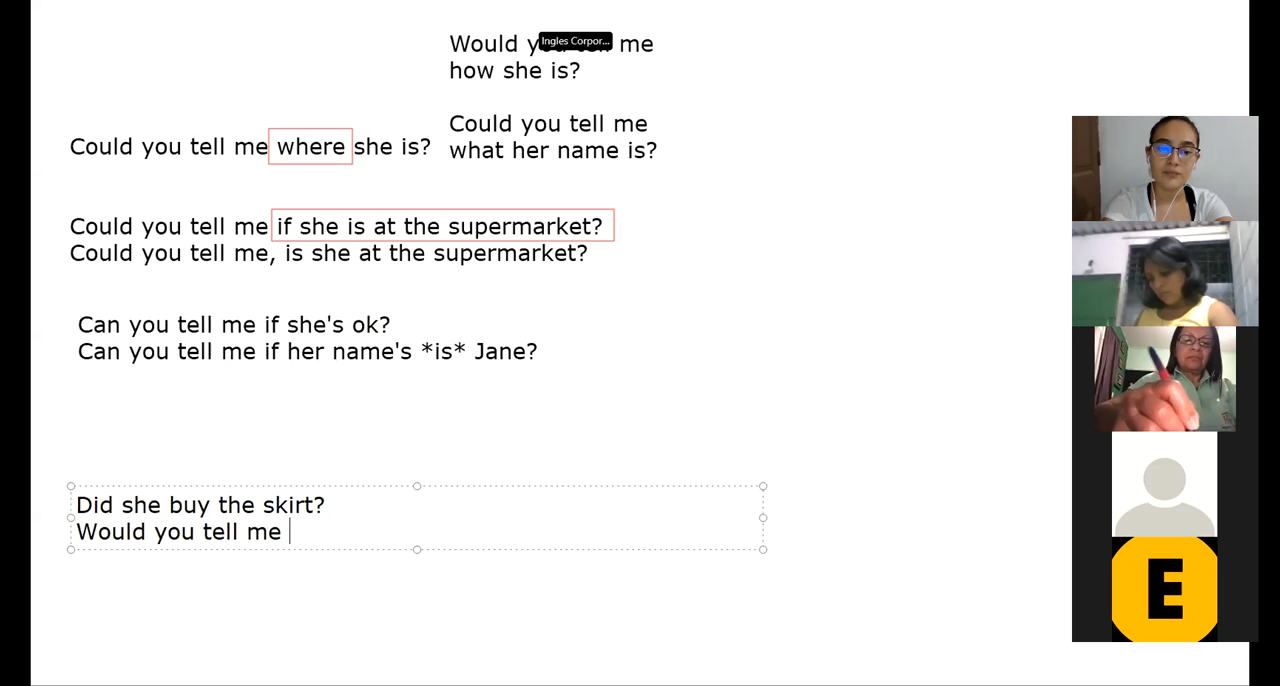 Would y me
how she is?
Ingles Corpor...
Could you tell me
what her name is?
Could you tell me where she is?
Could you tell me if she is at the supermarket?
Could you tell me, is she at the supermarket?
Can you tell me if she's ok?
Can you tell me if her name's *is* Jane?
Did she buy the skirt?
Would you tell me
E